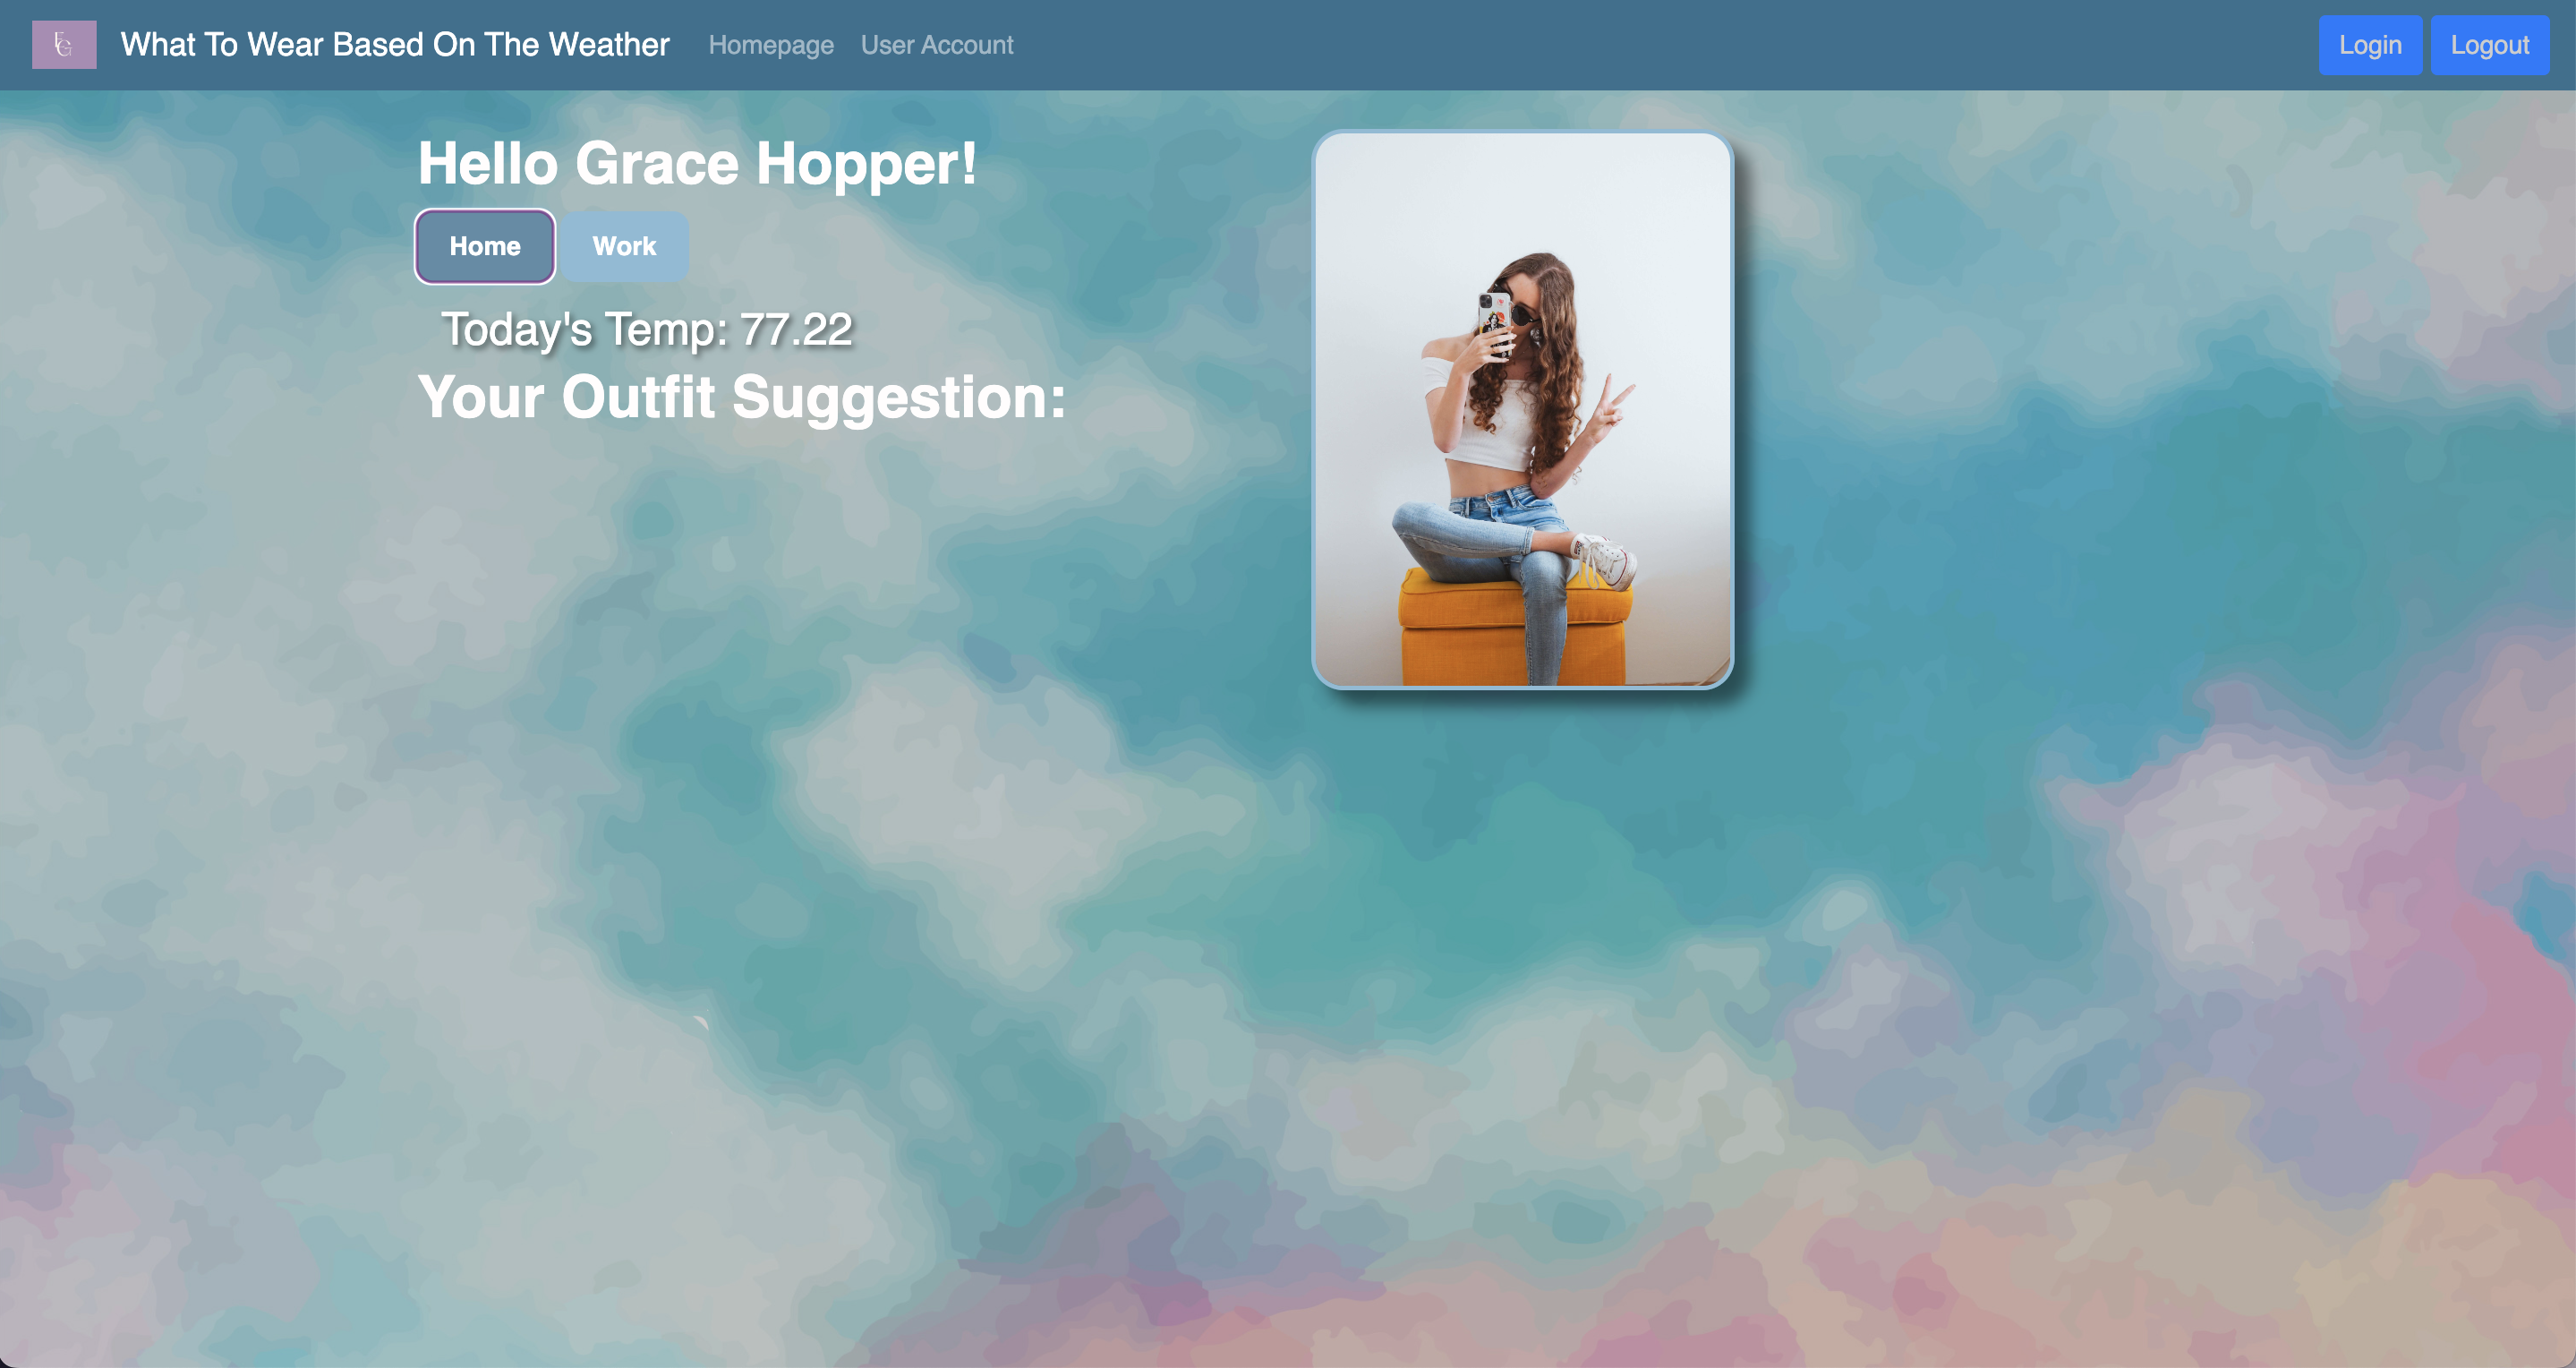 EG What To Wear Based On The Weather Homepage User Account Login Logout
Hello Grace Hopper!
Home Work
Today's Temp: 77.22
Your Outfit Suggestion: